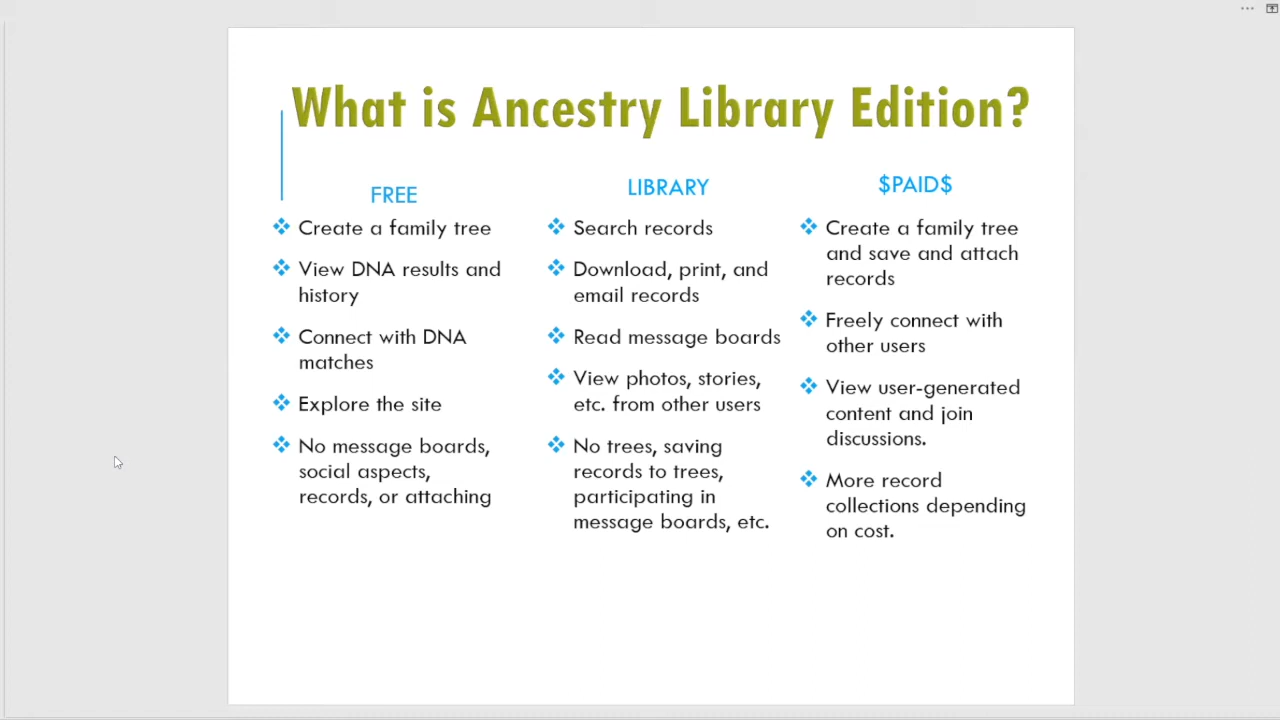 What is Ancestry Library Edition?
FREE
Create a family tree
View DNA results and
history
Connect with DNA
matches
Explore the site
No message boards,
social aspects,
records, or attaching
LIBRARY
Search records
Download, print, and
email records
Read message boards
View photos, stories,
etc. from other users
No trees, saving
records to trees,
participating in
message boards, etc.
$PAID$
Create a family tree
and save and attach
records
Freely connect with
other users
View user-generated
content and join
discussions.
More record
collections depending
on cost.